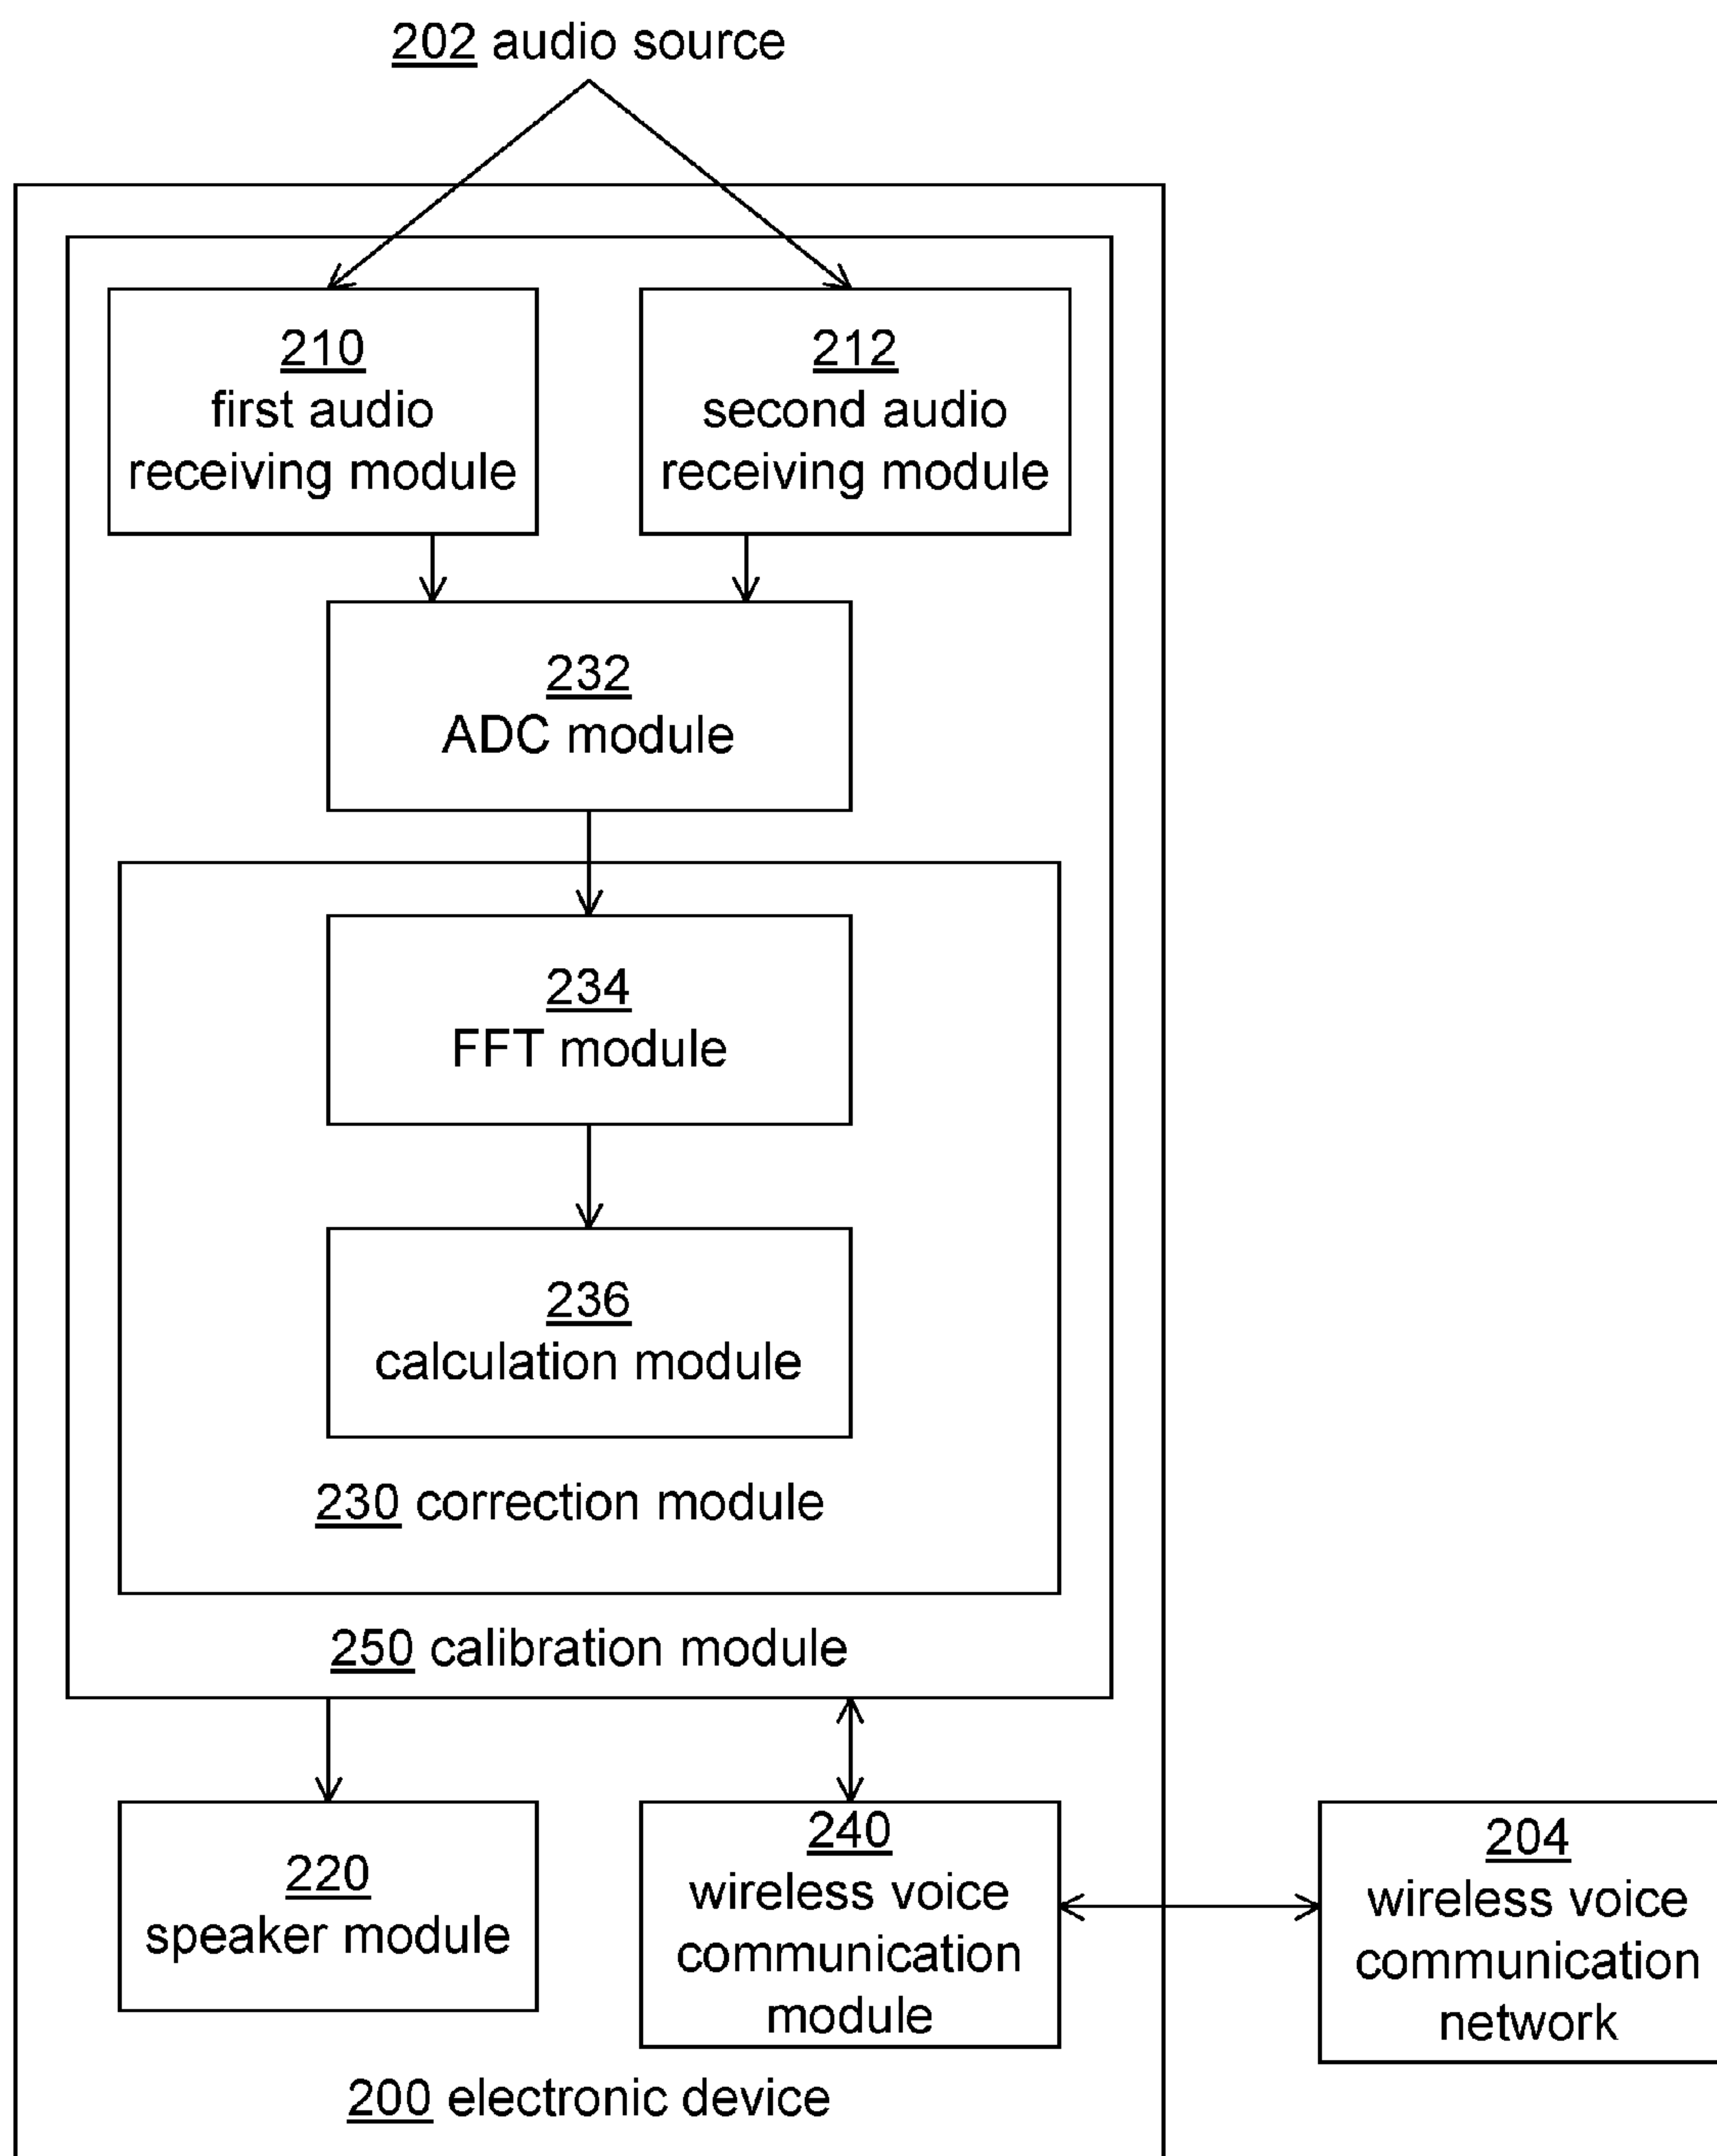 202 audio source
210
first audio
receiving module
212
second audio
receiving module
232
ADC module
234
FFT module
236
calculation module
230 correction module
250 calibration module
220
speaker module
240
wireless voice
communication
module
204
wireless voice
communication
network
200 electronic device